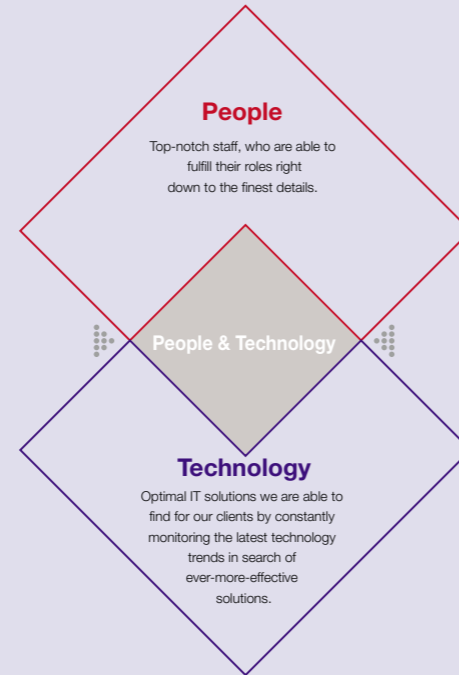 People
Top-notch staff, who are able to
fulfill their roles right
down to the finest details.
People & Technology
Technology
Optimal IT solutions we are able to
find for our clients by constantly
monitoring the latest technology
trends in search of
ever-more-effective
solutions.